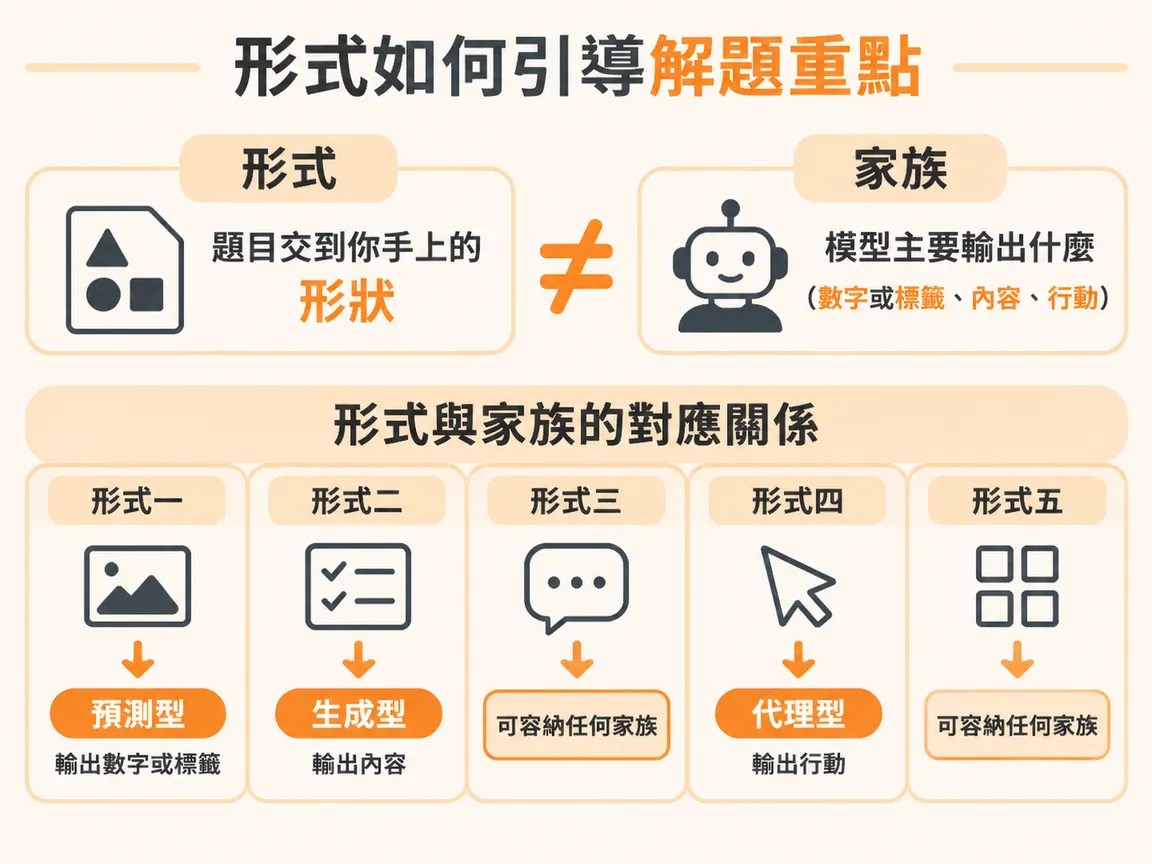 形式如何引導解題重點
形式
題目交到你手上的
形狀
≠
家族
模型主要輸出什麼
（數字或標籤、內容、行動）
形式與家族的對應關係
形式一
預測型
輸出數字或標籤
形式二
生成型
輸出內容
形式三
可容納任何家族
形式四
代理型
輸出行動
形式五
可容納任何家族